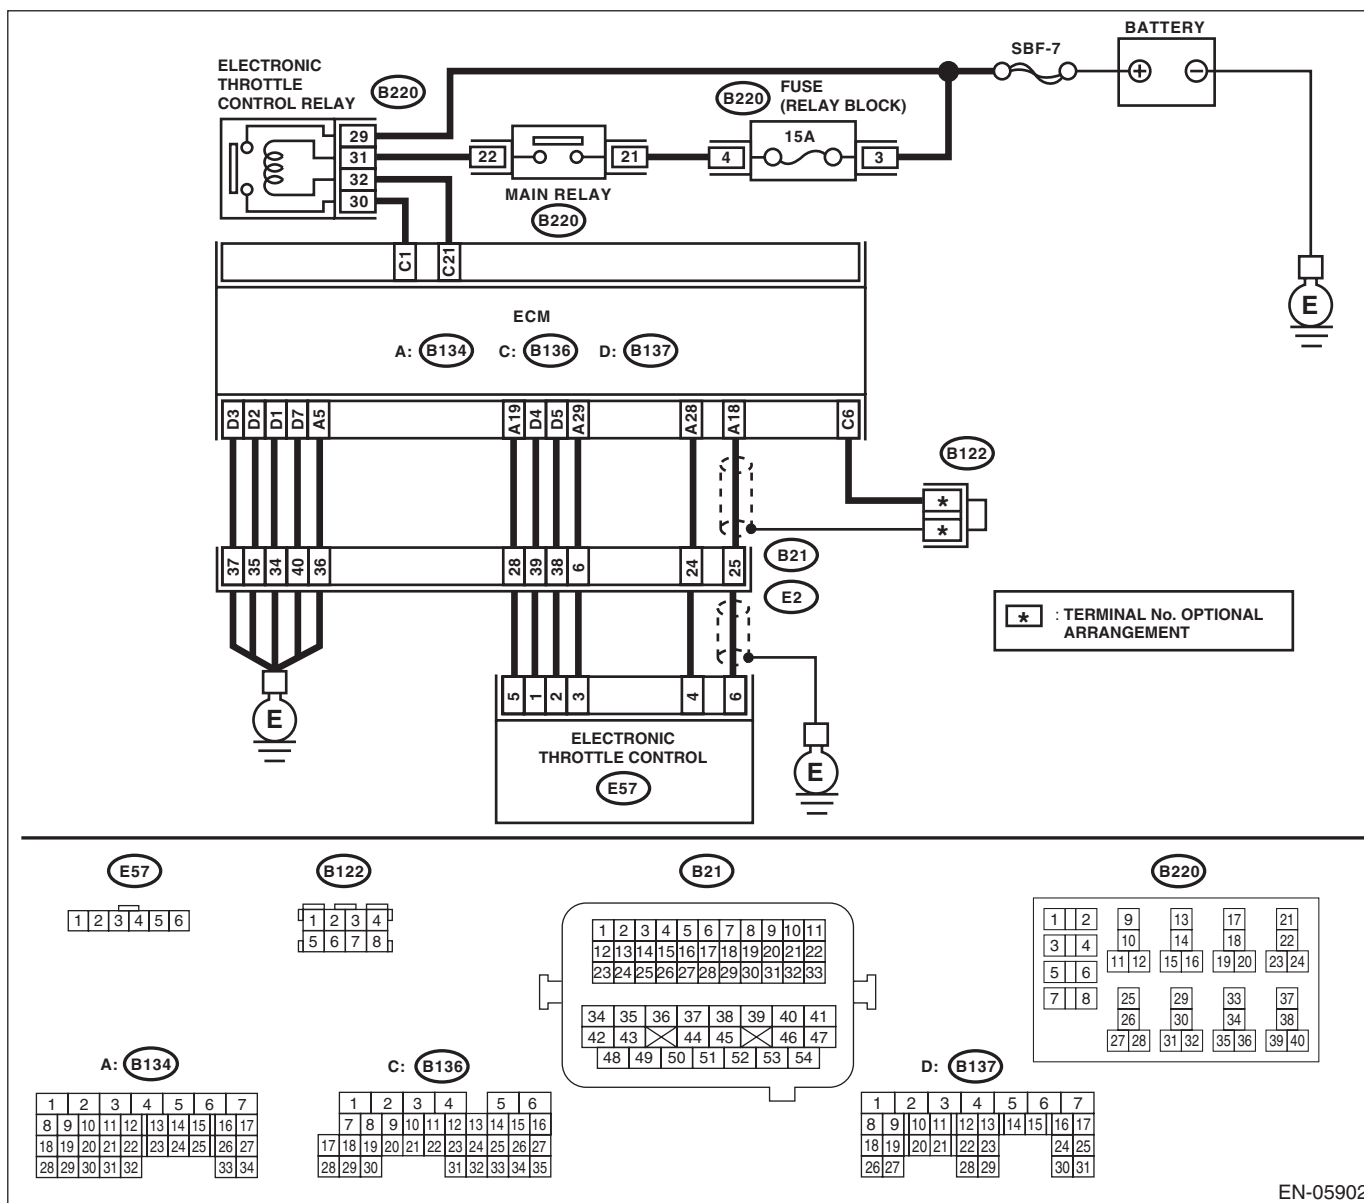 BATTERY
SBF-7
ELECTRONIC
THROTTLE
CONTROL RELAY
B220
B220
FUSE
(RELAY BLOCK)
15A
29
31
32
30
22
21
4
3
MAIN RELAY
B220
E
C1
C21
ECM
A: B134 C: B136 D: B137
D3 D2 D1 D7 A5 A19 D4 D5 A29 A28 A18 C6
B122
*
*
B21
37 35 34 40 36 28 39 38 6 24 25
E2
* : TERMINAL No. OPTIONAL
ARRANGEMENT
5 1 2 3 4 6
E
ELECTRONIC
THROTTLE CONTROL
E57
E
E57
1 2 3 4 5 6
B122
1 2 3 4
5 6 7 8
B21
1 2 3 4 5 6 7 8 9 10 11
12 13 14 15 16 17 18 19 20 21 22
23 24 25 26 27 28 29 30 31 32 33
34 35 36 37 38 39 40 41
42 43 44 45 46 47
48 49 50 51 52 53 54
B220
1 2 9 13 17 21
3 4 10 14 18 22
11 12 15 16 19 20 23 24
5 6
7 8 25 29 33 37
26 30 34 38
27 28 31 32 35 36 39 40
A: B134
1 2 3 4 5 6 7
8 9 10 11 12 13 14 15 16 17
18 19 20 21 22 23 24 25 26 27
28 29 30 31 32 33 34
C: B136
1 2 3 4 5 6
7 8 9 10 11 12 13 14 15 16
17 18 19 20 21 22 23 24 25 26 27
28 29 30 31 32 33 34 35
D: B137
1 2 3 4 5 6 7
8 9 10 11 12 13 14 15 16 17
18 19 20 21 22 23 24 25
26 27 28 29 30 31
EN-05902